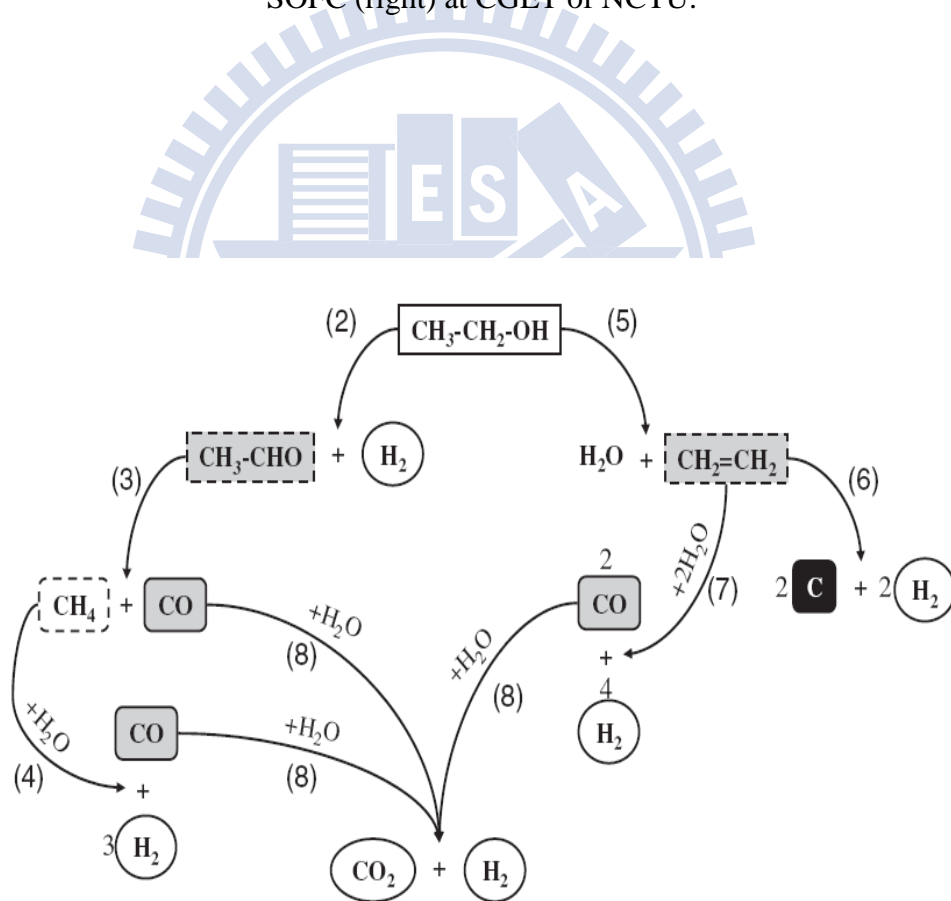 SOFC (right) at CGET of NCTU.
E S A
(2) CH₃-CH₂-OH (5)
CH₃-CHO + H₂
H₂O + CH₂=CH₂
(3)
(6)
CH₄ + CO
+H₂O
(8)
2
CO
+
4
H₂
+2H₂O
(7)
2 C + 2 H₂
+H₂O
(4)
CO
+
3 H₂
+H₂O
(8)
+H₂O
(8)
CO₂ + H₂